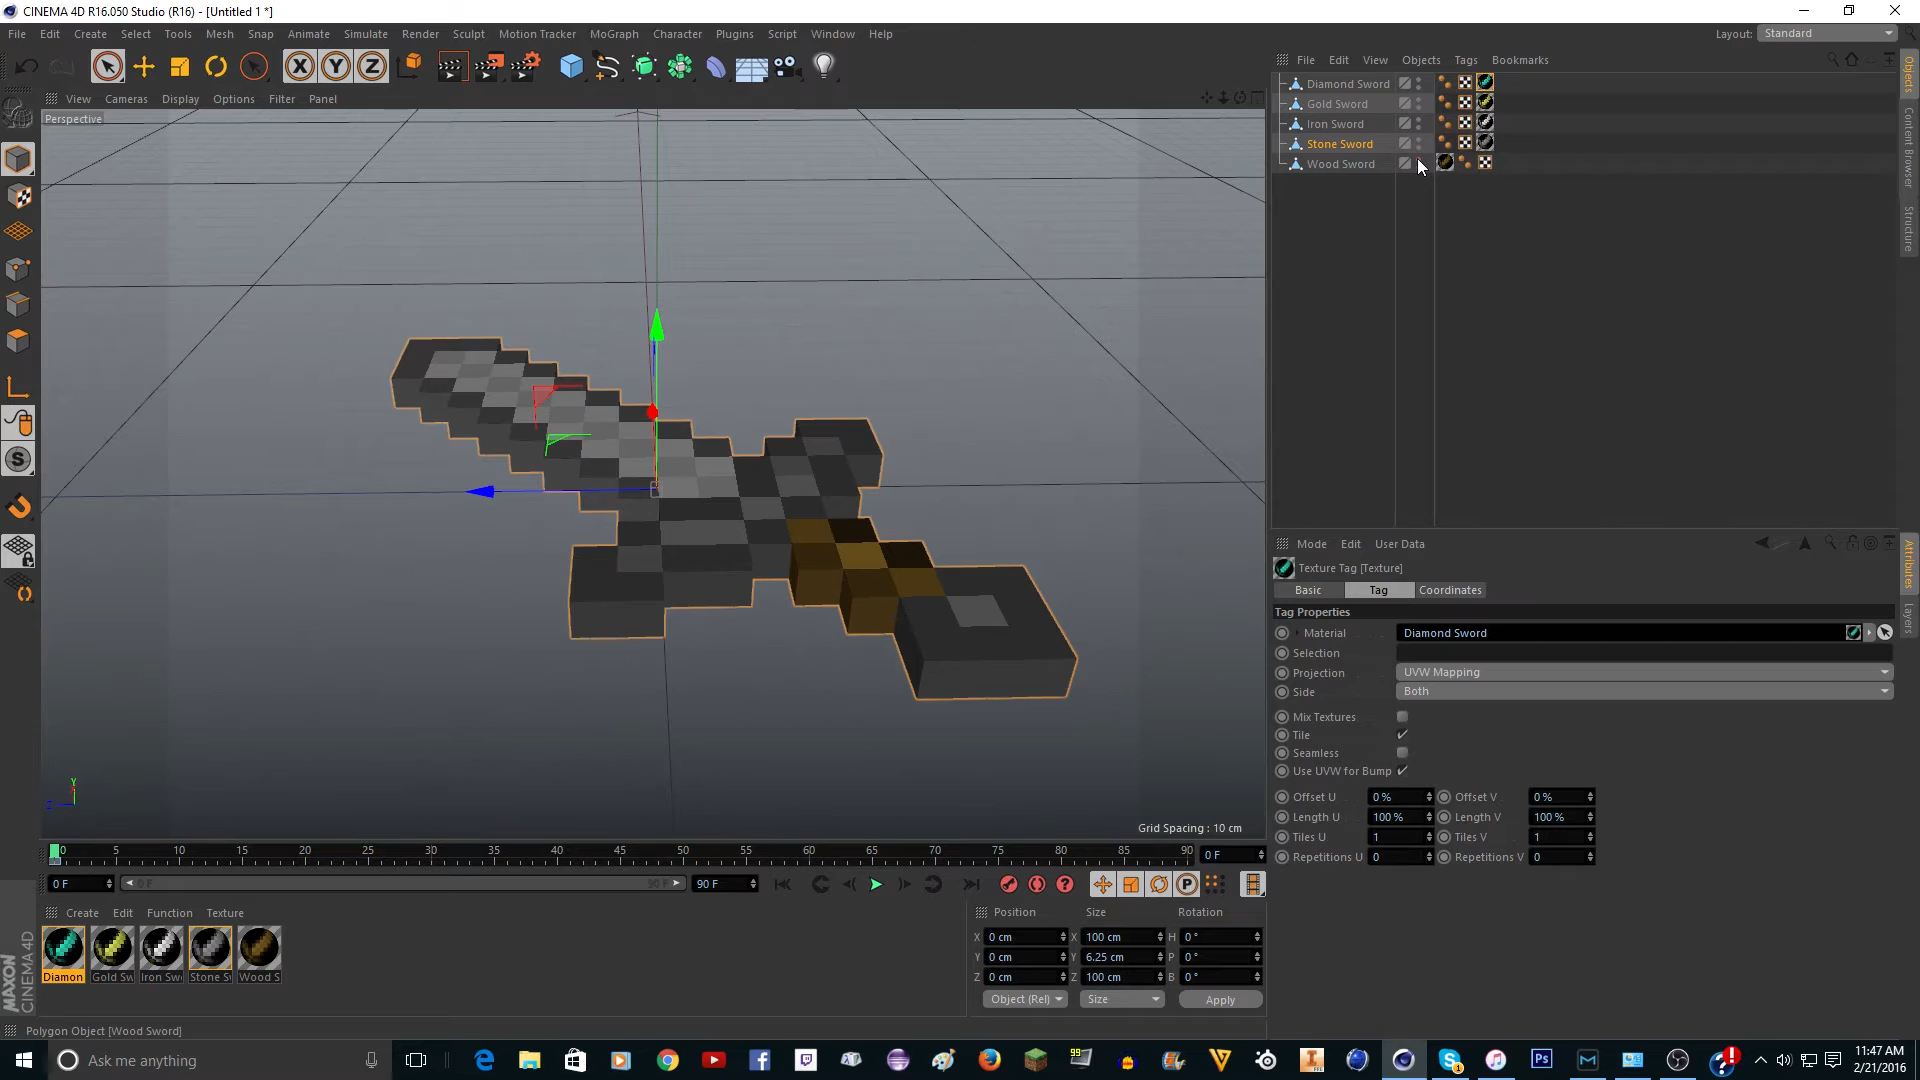 CINEMA 4D R16.050 Studio (R16) - [Untitled 1 *]
File Edit Create Select Tools Mesh Snap Animate Simulate Render Sculpt Motion Tracker MoGraph Character Plugins Script Window Help
Layout: Standard
X Y Z
File Edit View Objects Tags Bookmarks
View Cameras Display Options Filter Panel
Perspective
Diamond Sword
Gold Sword
Iron Sword
Stone Sword
Wood Sword
Objects
Content Browser
Structure
Mode Edit User Data
Texture Tag [Texture]
Basic Tag Coordinates
Tag Properties
Material Diamond Sword
Selection
Projection UVW Mapping
Side Both
Mix Textures
Tile
Seamless
Use UVW for Bump
Offset U 0 % Offset V 0 %
Length U 100 % Length V 100 %
Tiles U 1 Tiles V 1
Repetitions U 0 Repetitions V 0
Attributes
Layers
Y
Z
Grid Spacing : 10 cm
0 5 10 15 20 25 30 35 40 45 50 55 60 65 70 75 80 85 90 0 F
0 F 0 F 90 F 90 F
Create Edit Function Texture
Diamon Gold Sw Iron Swo Stone S Wood S
Position Size Rotation
X 0 cm X 100 cm H 0 °
Y 0 cm Y 6.25 cm P 0 °
Z 0 cm Z 100 cm B 0 °
Object (Rel) Size Apply
MAXON CINEMA 4D
Polygon Object [Wood Sword]
Ask me anything
11:47 AM
2/21/2016